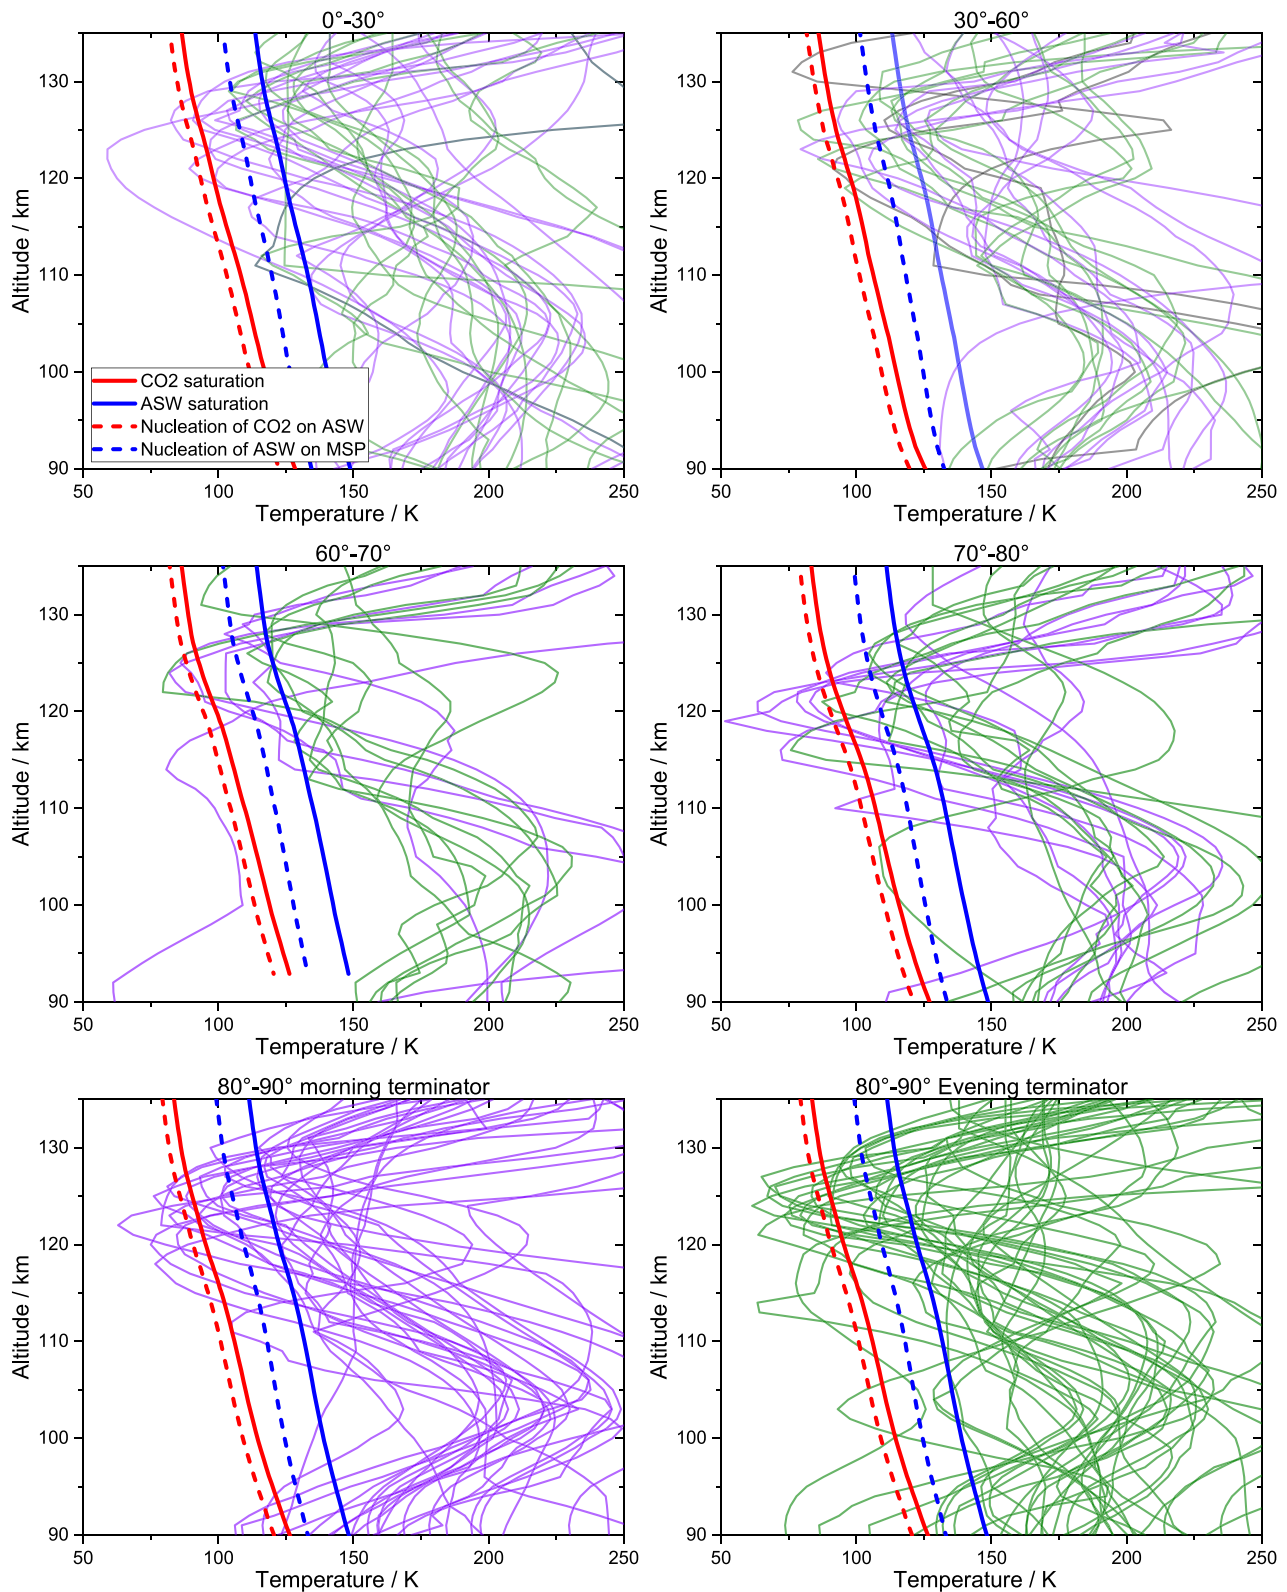 0°-30°
130
120
110
100
90
Altitude / km
CO2 saturation
ASW saturation
Nucleation of CO2 on ASW
Nucleation of ASW on MSP
50 100 150 200 250
Temperature / K
30°-60°
130
120
110
100
90
Altitude / km
50 100 150 200 250
Temperature / K
60°-70°
130
120
110
100
90
Altitude / km
50 100 150 200 250
Temperature / K
70°-80°
130
120
110
100
90
Altitude / km
50 100 150 200 250
Temperature / K
80°-90° morning terminator
130
120
110
100
90
Altitude / km
50 100 150 200 250
Temperature / K
80°-90° Evening terminator
130
120
110
100
90
Altitude / km
50 100 150 200 250
Temperature / K